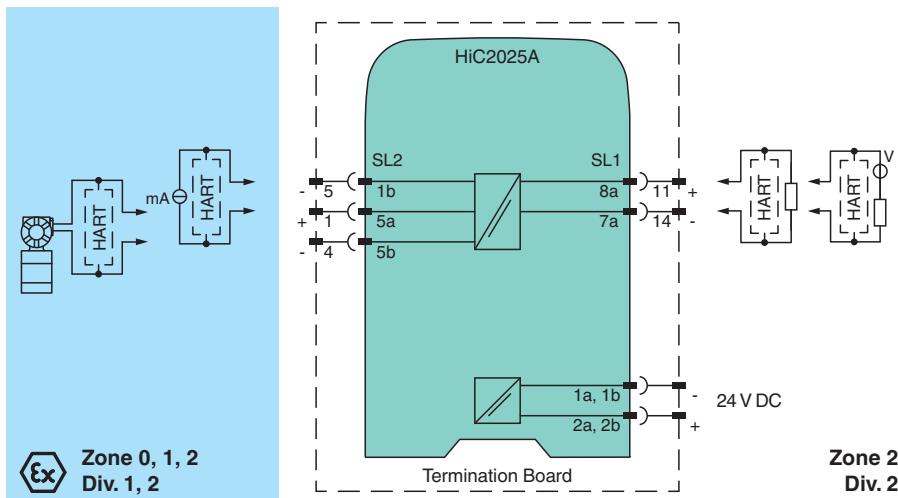 HiC2025A
SL2
SL1
- 5
1b
8a
11 +
+ 1
5a
7a
14 -
- 4
5b
mA
HART
HART
HART
HART
V
1a, 1b
-
24 V DC
2a, 2b
+
Ex
Zone 0, 1, 2
Div. 1, 2
Termination Board
Zone 2
Div. 2